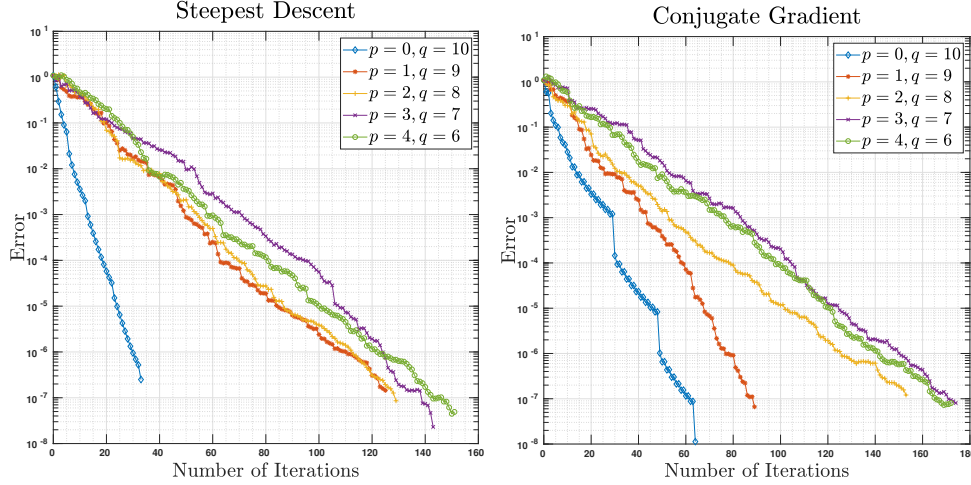 Steepest Descent
10^1
10^0
10^-1
10^-2
10^-3
10^-4
10^-5
10^-6
10^-7
10^-8
Error
0 20 40 60 80 100 120 140 160
Number of Iterations
p = 0, q = 10
p = 1, q = 9
p = 2, q = 8
p = 3, q = 7
p = 4, q = 6
Conjugate Gradient
10^1
10^0
10^-1
10^-2
10^-3
10^-4
10^-5
10^-6
10^-7
10^-8
Error
0 20 40 60 80 100 120 140 160
Number of Iterations
p = 0, q = 10
p = 1, q = 9
p = 2, q = 8
p = 3, q = 7
p = 4, q = 6